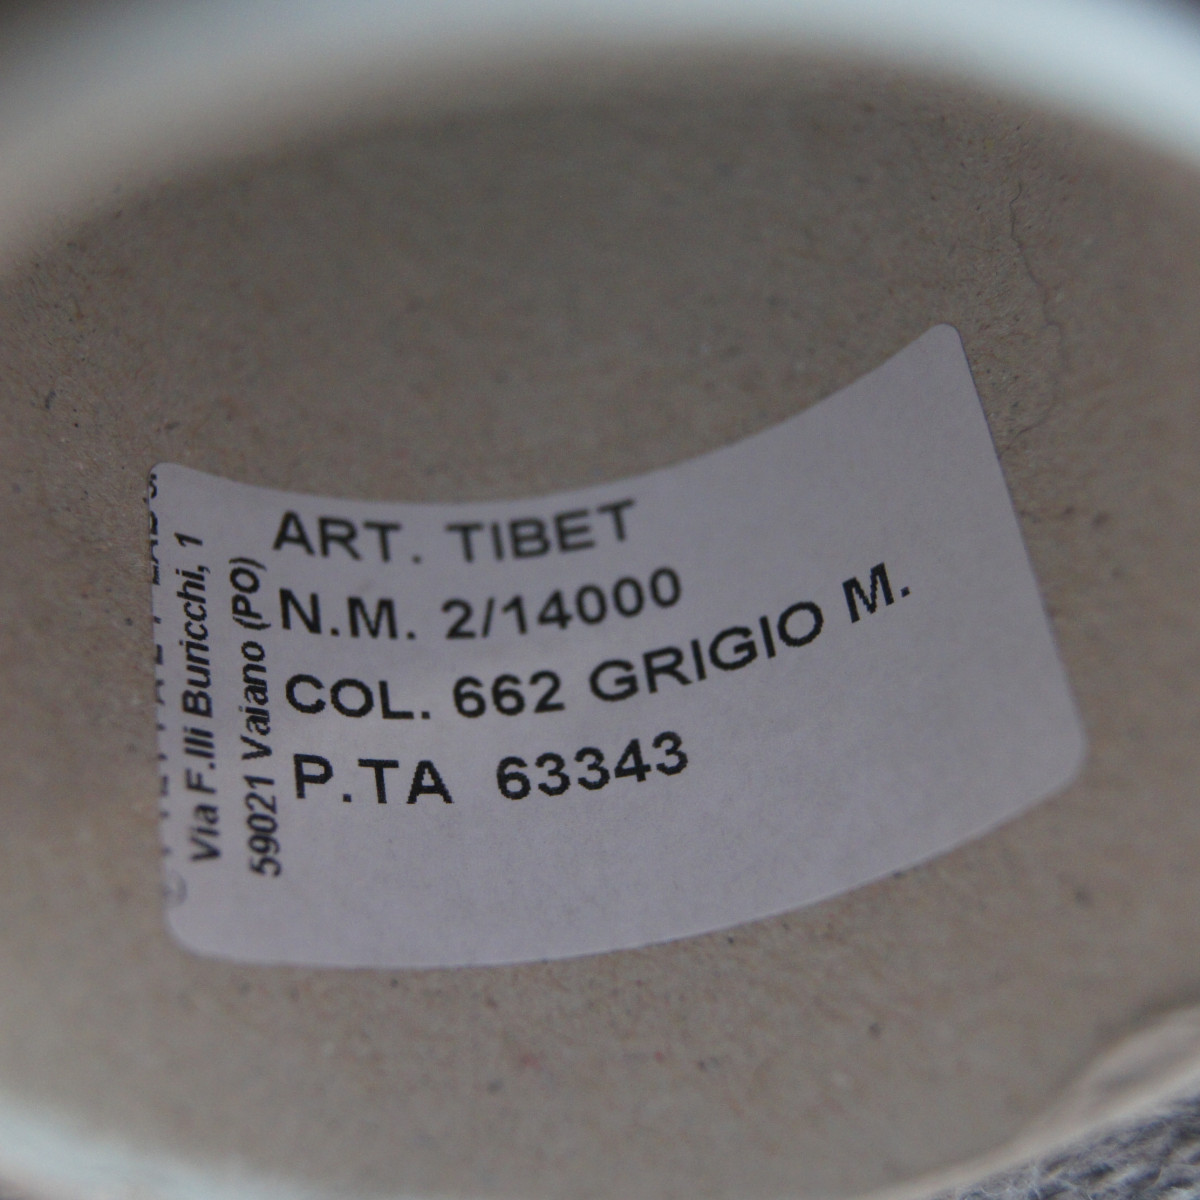 ART. TIBET
N.M. 2/14000
COL. 662 GRIGIO M.
P.TA 63343
Via F.lli Buricchi, 1
59021 Vaiano (PO)